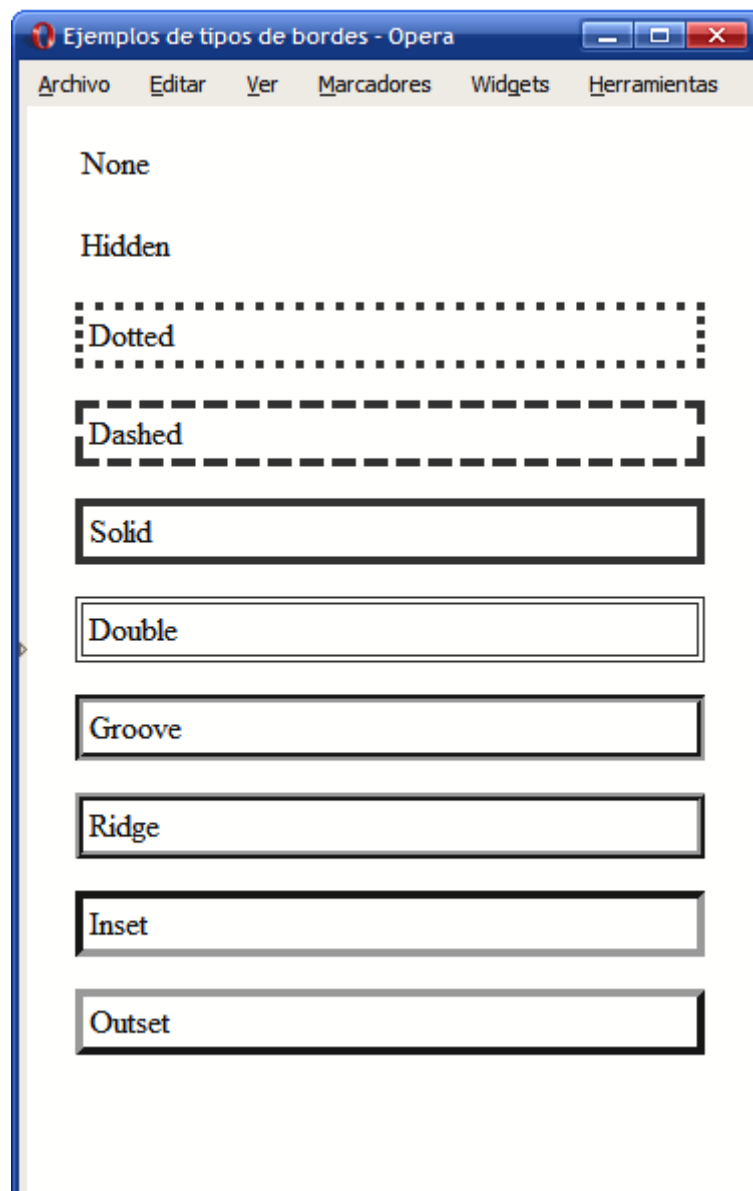 Ejemplos de tipos de bordes - Opera
Archivo Editar Ver Marcadores Widgets Herramientas
None
Hidden
Dotted
Dashed
Solid
Double
Groove
Ridge
Inset
Outset